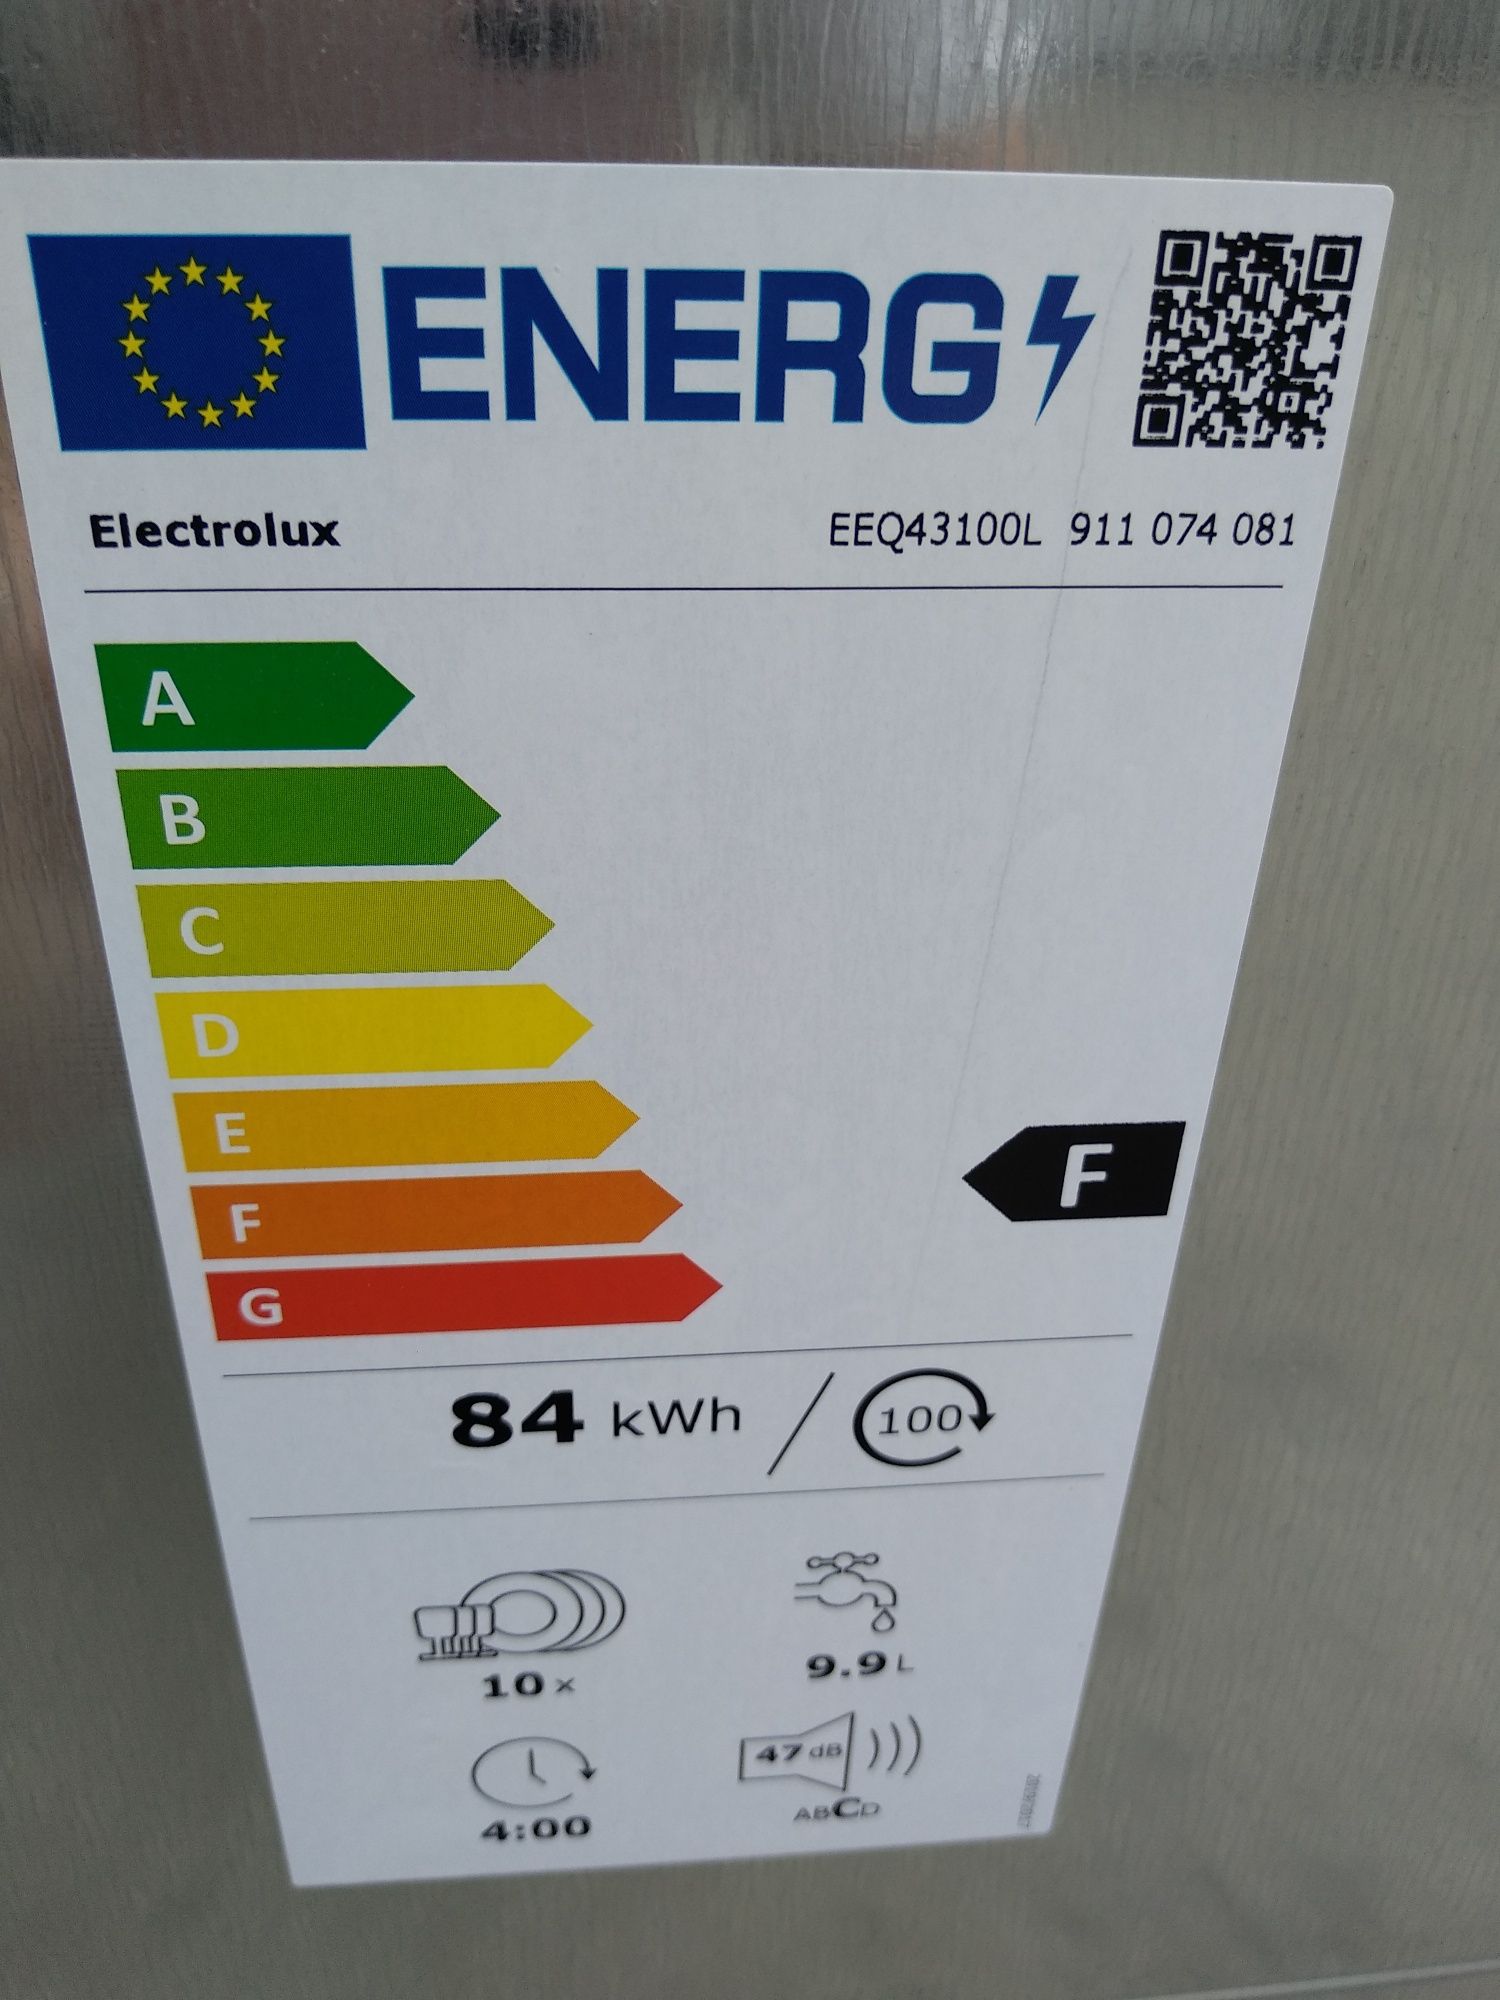 ENERG
Electrolux EEQ43100L 911 074 081
A
B
C
D
E
F
F
G
84 kWh / 100
10 x
9.9 L
4:00
47 dB
ABCD